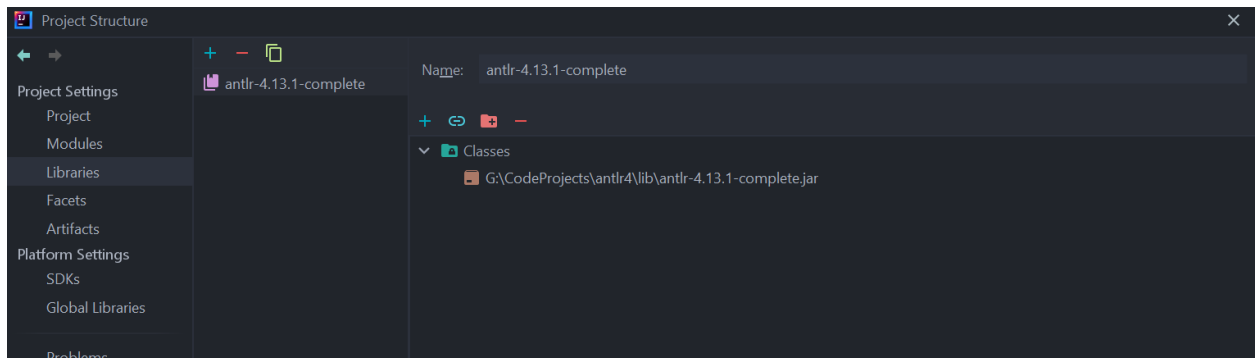 Project Structure
Project Settings
Project
Modules
Libraries
Facets
Artifacts
Platform Settings
SDKs
Global Libraries
Problems
antlr-4.13.1-complete
Name: antlr-4.13.1-complete
Classes
G:\CodeProjects\antlr4\lib\antlr-4.13.1-complete.jar